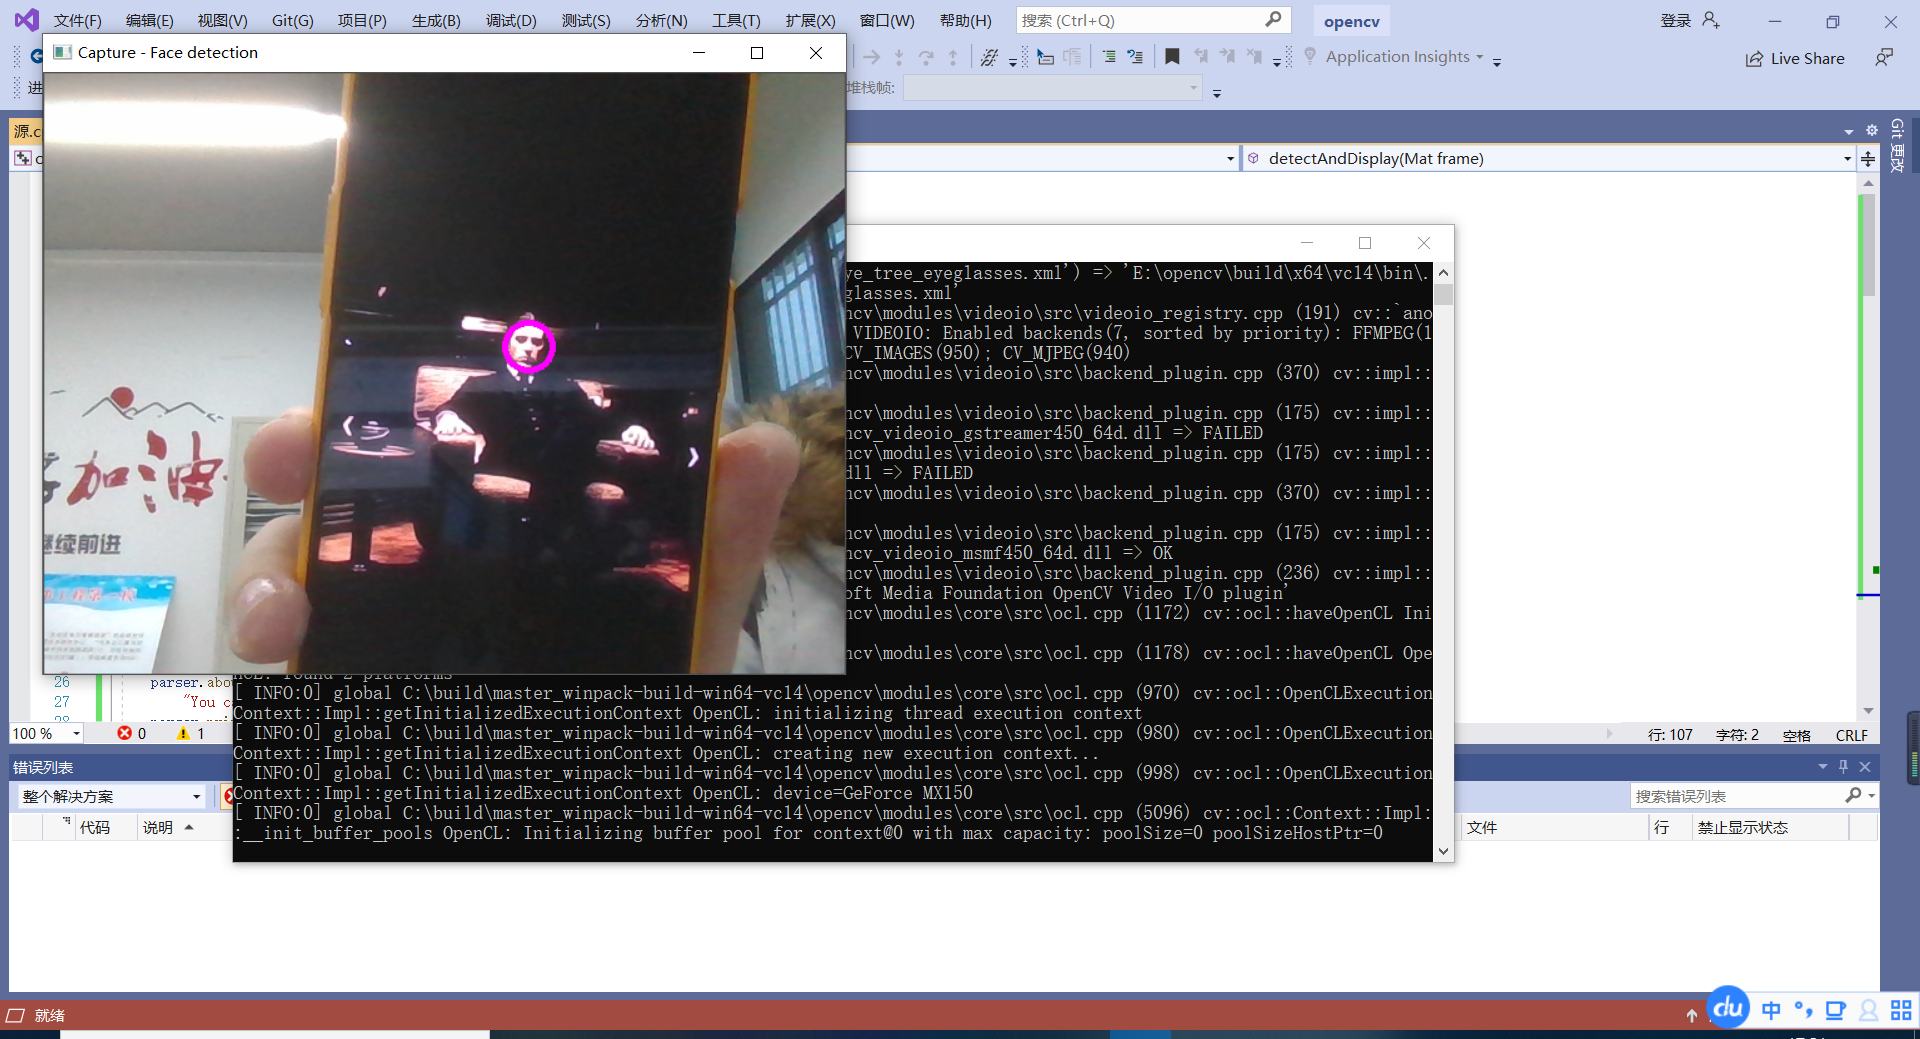 文件(F) 编辑(E) 视图(V) Git(G) 项目(P) 生成(B) 调试(D) 测试(S) 分析(N) 工具(T) 扩展(X) 窗口(W) 帮助(H) 搜索 (Ctrl+Q) opencv 登录
Application Insights Live Share
堆栈帧:
Capture - Face detection
加油
继续前进
源.c
detectAndDisplay(Mat frame)
Git 更改
ye_tree_eyeglasses.xml') => 'E:\opencv\build\x64\vc14\bin\.
glasses.xml'
ncv\modules\videoio\src\videoio_registry.cpp (191) cv::`ano
VIDEOIO: Enabled backends(7, sorted by priority): FFMPEG(1
CV_IMAGES(950); CV_MJPEG(940)
ncv\modules\videoio\src\backend_plugin.cpp (370) cv::impl::
ncv\modules\videoio\src\backend_plugin.cpp (175) cv::impl::
ncv_videoio_gstreamer450_64d.dll => FAILED
ncv\modules\videoio\src\backend_plugin.cpp (175) cv::impl::
dll => FAILED
ncv\modules\videoio\src\backend_plugin.cpp (370) cv::impl::
ncv\modules\videoio\src\backend_plugin.cpp (175) cv::impl::
ncv_videoio_msmf450_64d.dll => OK
ncv\modules\videoio\src\backend_plugin.cpp (236) cv::impl::
oft Media Foundation OpenCV Video I/O plugin'
ncv\modules\core\src\ocl.cpp (1172) cv::ocl::haveOpenCL Ini
ncv\modules\core\src\ocl.cpp (1178) cv::ocl::haveOpenCL Ope
nCL: found 2 platforms
[ INFO:0] global C:\build\master_winpack-build-win64-vc14\opencv\modules\core\src\ocl.cpp (970) cv::ocl::OpenCLExecution
Context::Impl::getInitializedExecutionContext OpenCL: initializing thread execution context
[ INFO:0] global C:\build\master_winpack-build-win64-vc14\opencv\modules\core\src\ocl.cpp (980) cv::ocl::OpenCLExecution
Context::Impl::getInitializedExecutionContext OpenCL: creating new execution context...
[ INFO:0] global C:\build\master_winpack-build-win64-vc14\opencv\modules\core\src\ocl.cpp (998) cv::ocl::OpenCLExecution
Context::Impl::getInitializedExecutionContext OpenCL: device=GeForce MX150
[ INFO:0] global C:\build\master_winpack-build-win64-vc14\opencv\modules\core\src\ocl.cpp (5096) cv::ocl::Context::Impl:
:__init_buffer_pools OpenCL: Initializing buffer pool for context@0 with max capacity: poolSize=0 poolSizeHostPtr=0
26 parser.abou
27 "You c
28
100 % 0 1 行: 107 字符: 2 空格 CRLF
错误列表
整个解决方案 搜索错误列表
代码 说明 文件 行 禁止显示状态
就绪
du 中